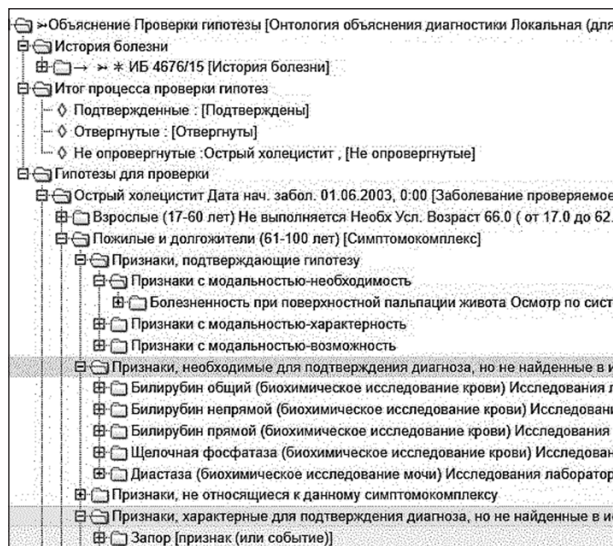 Объяснение Проверки гипотезы [Онтология объяснения диагностики Локальная (для
История болезни
→ ⤖ * ИБ 4676/15 [История болезни]
Итог процесса проверки гипотез
◊ Подтвержденные : [Подтверждены]
◊ Отвергнутые : [Отвергнуты]
◊ Не опровергнутые :Острый холецистит , [Не опровергнутые]
Гипотезы для проверки
Острый холецистит Дата нач. забол. 01.06.2003, 0:00 [Заболевание проверяемое
Взрослые (17-60 лет) Не выполняется Необх Усл. Возраст 66.0 ( от 17.0 до 62.
Пожилые и долгожители (61-100 лет) [Симптомокомплекс]
Признаки, подтверждающие гипотезу
Признаки с модальностью-необходимость
Болезненность при поверхностной пальпации живота Осмотр по сист
Признаки с модальностью-характерность
Признаки с модальностью-возможность
Признаки, необходимые для подтверждения диагноза, но не найденные в и
Билирубин общий (биохимическое исследование крови) Исследования л
Билирубин непрямой (биохимическое исследование крови) Исследовани
Билирубин прямой (биохимическое исследование крови) Исследования
Щелочная фосфатаза (биохимическое исследование крови) Исследован
Диастаза (биохимическое исследование мочи) Исследования лаборатор
Признаки, не относящиеся к данному симптомокомплексу
Признаки, характерные для подтверждения диагноза, но не найденные в и
Запор [признак (или событие)]